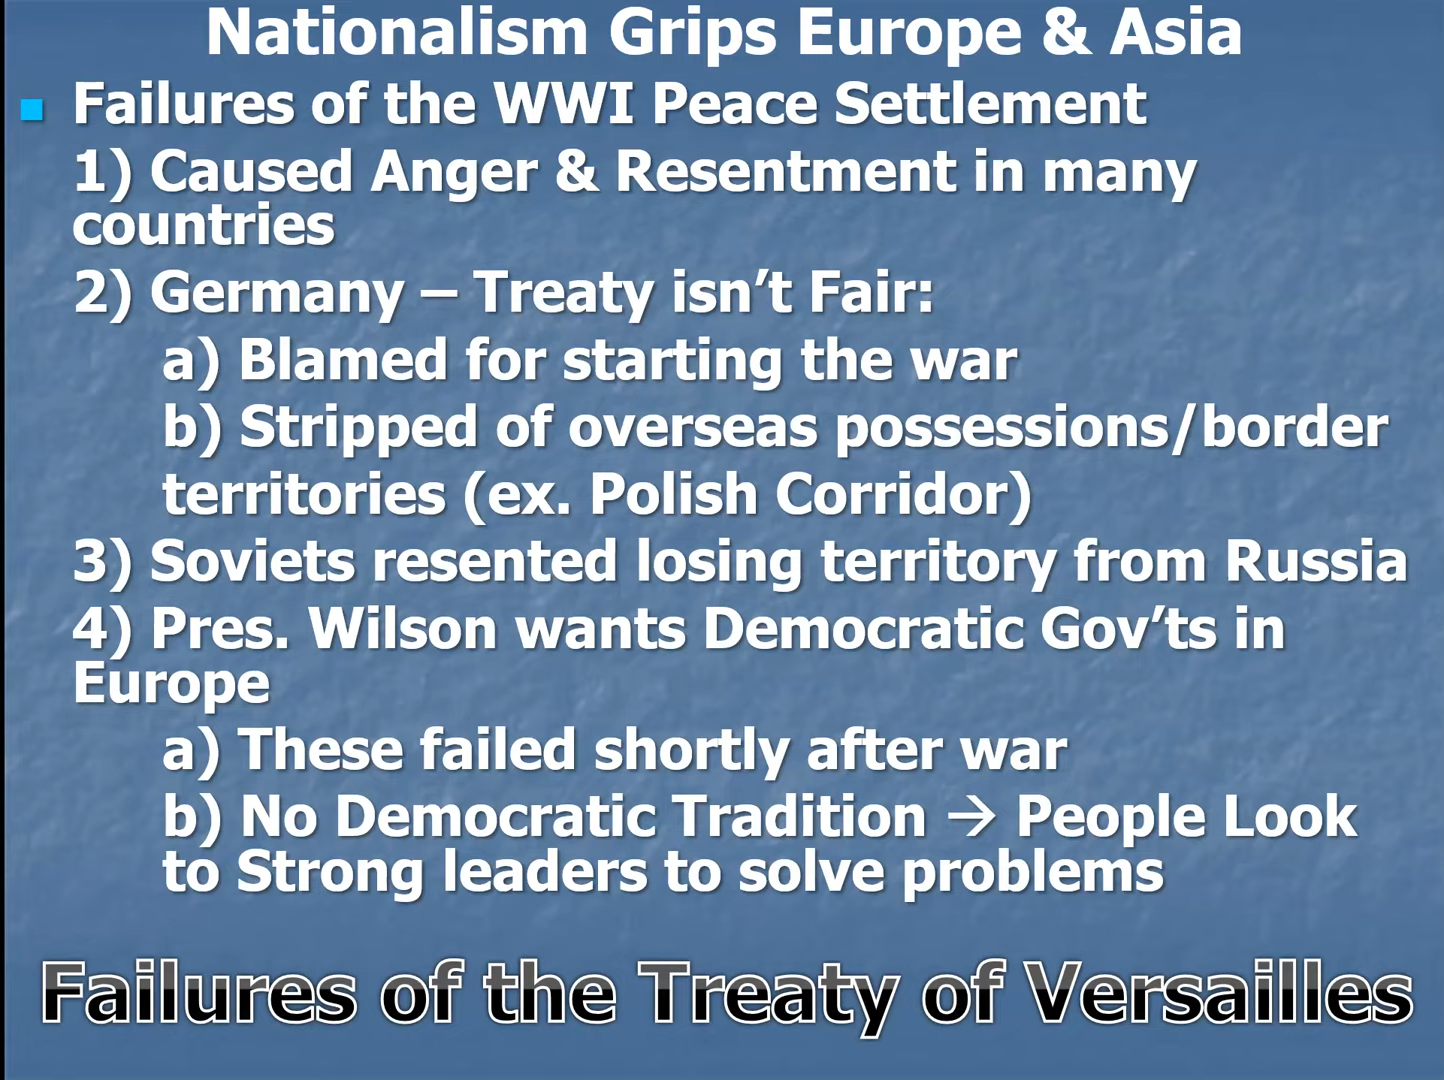 Nationalism Grips Europe & Asia
Failures of the WWI Peace Settlement
1) Caused Anger & Resentment in many
countries
2) Germany – Treaty isn’t Fair:
a) Blamed for starting the war
b) Stripped of overseas possessions/border
territories (ex. Polish Corridor)
3) Soviets resented losing territory from Russia
4) Pres. Wilson wants Democratic Gov’ts in
Europe
a) These failed shortly after war
b) No Democratic Tradition → People Look
to Strong leaders to solve problems
Failures of the Treaty of Versailles